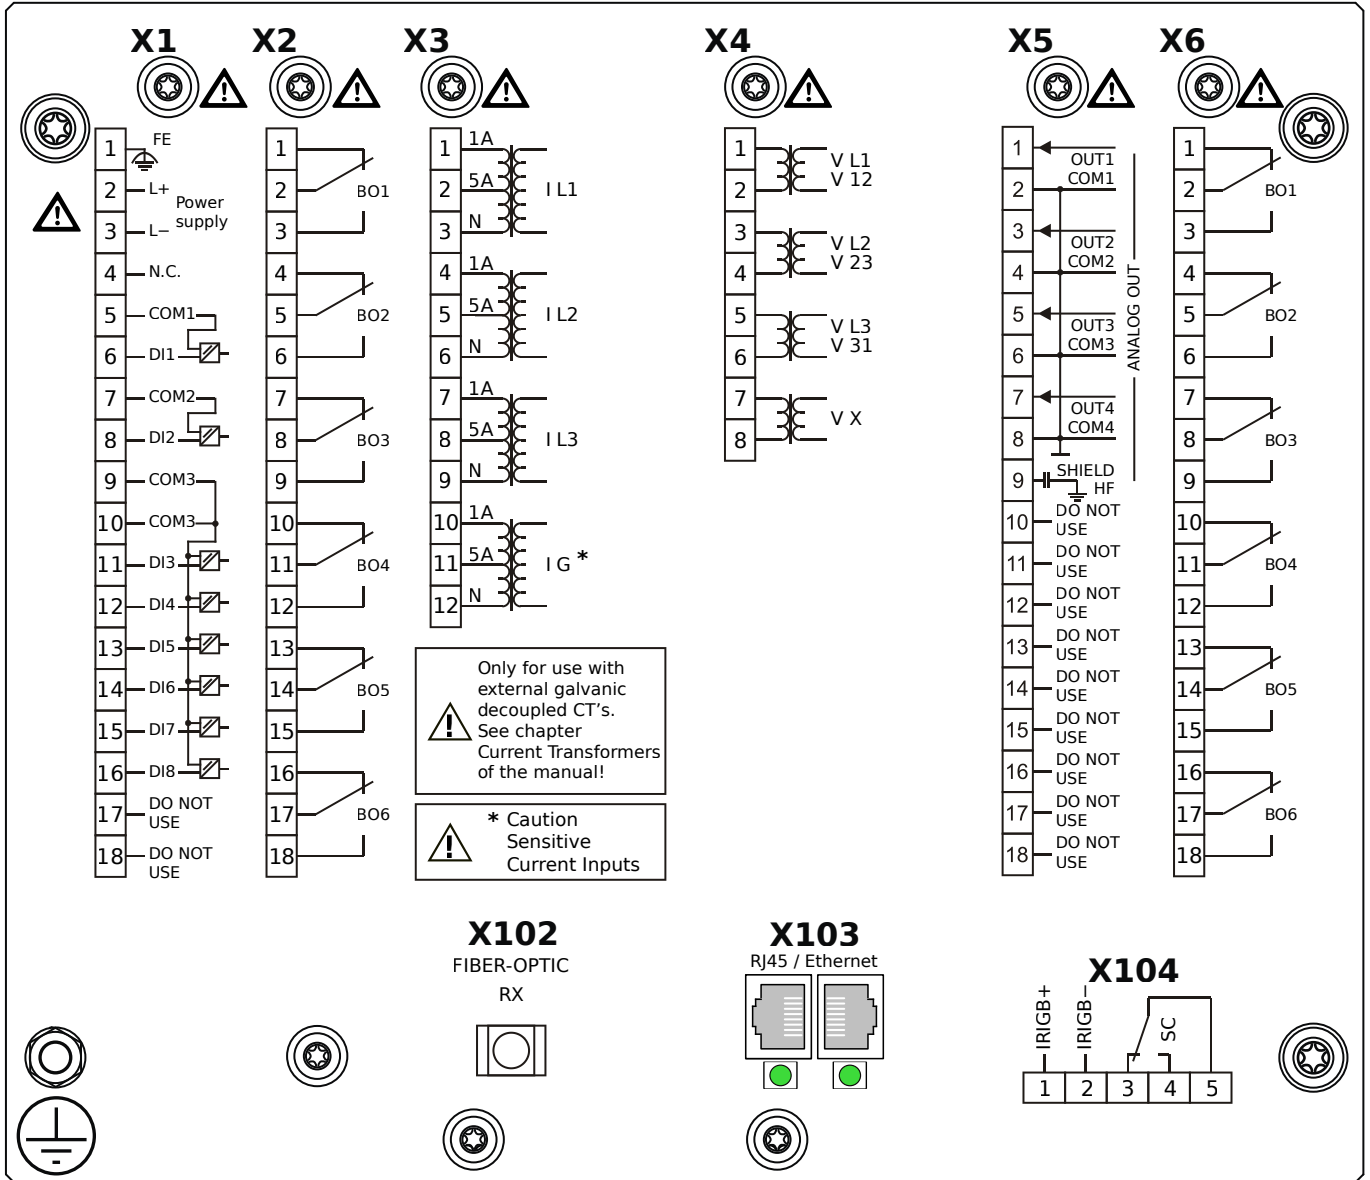 X1
X2
X3
X4
X5
X6
1
FE
2
L+
Power
supply
3
L−
4
N.C.
5
COM1
6
DI1
7
COM2
8
DI2
9
COM3
10
COM3
11
DI3
12
DI4
13
DI5
14
DI6
15
DI7
16
DI8
17
DO NOT
USE
18
DO NOT
USE
1
2
BO1
3
4
5
BO2
6
7
8
BO3
9
10
11
BO4
12
13
14
BO5
15
16
17
BO6
18
1
1A
2
5A
I L1
3
N
4
1A
5
5A
I L2
6
N
7
1A
8
5A
I L3
9
N
10
1A
11
5A
I G *
12
N
Only for use with
external galvanic
decoupled CT's.
See chapter
Current Transformers
of the manual!
* Caution
Sensitive
Current Inputs
1
V L1
2
V 12
3
V L2
4
V 23
5
V L3
6
V 31
7
V X
8
1
OUT1
2
COM1
3
OUT2
4
COM2
5
OUT3
6
COM3
7
OUT4
8
COM4
ANALOG OUT
9
SHIELD
HF
10
DO NOT
USE
11
DO NOT
USE
12
DO NOT
USE
13
DO NOT
USE
14
DO NOT
USE
15
DO NOT
USE
16
DO NOT
USE
17
DO NOT
USE
18
DO NOT
USE
1
2
BO1
3
4
5
BO2
6
7
8
BO3
9
10
11
BO4
12
13
14
BO5
15
16
17
BO6
18
X102
FIBER-OPTIC
RX
X103
RJ45 / Ethernet
X104
IRIGB+
IRIGB−
SC
1 2 3 4 5